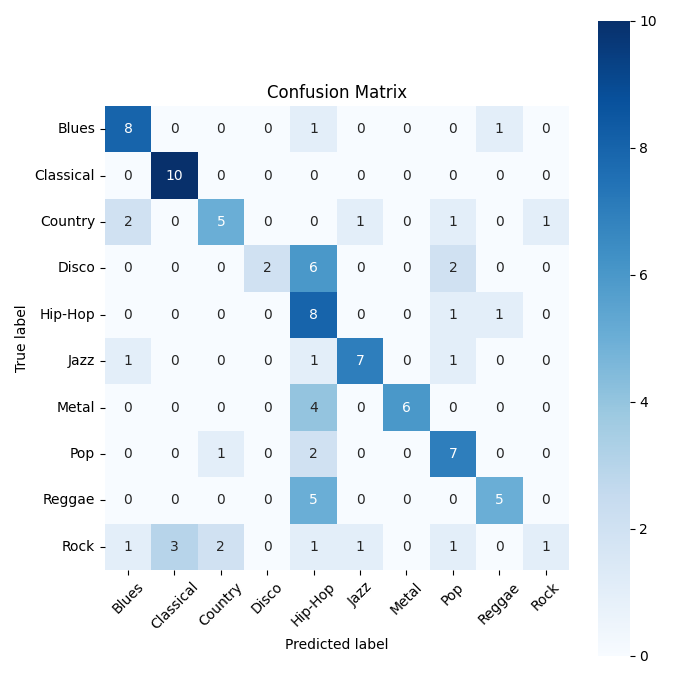 Confusion Matrix
Blues 8 0 0 0 1 0 0 0 1 0
Classical 0 10 0 0 0 0 0 0 0 0
Country 2 0 5 0 0 1 0 1 0 1
Disco 0 0 0 2 6 0 0 2 0 0
Hip-Hop 0 0 0 0 8 0 0 1 1 0
Jazz 1 0 0 0 1 7 0 1 0 0
Metal 0 0 0 0 4 0 6 0 0 0
Pop 0 0 1 0 2 0 0 7 0 0
Reggae 0 0 0 0 5 0 0 0 5 0
Rock 1 3 2 0 1 1 0 1 0 1
Blues Classical Country Disco Hip-Hop Jazz Metal Pop Reggae Rock
Predicted label
True label
10
8
6
4
2
0